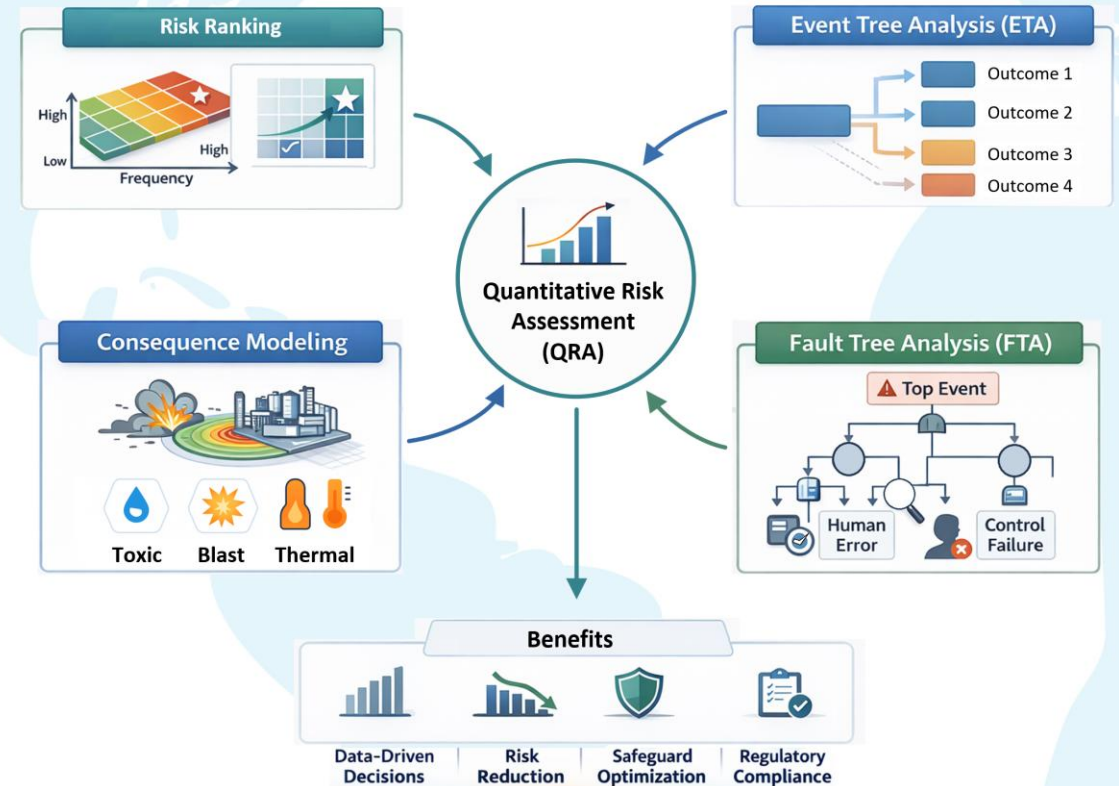 Risk Ranking
High
Low
High
Frequency
Event Tree Analysis (ETA)
Outcome 1
Outcome 2
Outcome 3
Outcome 4
Quantitative Risk
Assessment
(QRA)
Consequence Modeling
Toxic
Blast
Thermal
Fault Tree Analysis (FTA)
Top Event
Human
Error
Control
Failure
Benefits
Data-Driven
Decisions
Risk
Reduction
Safeguard
Optimization
Regulatory
Compliance